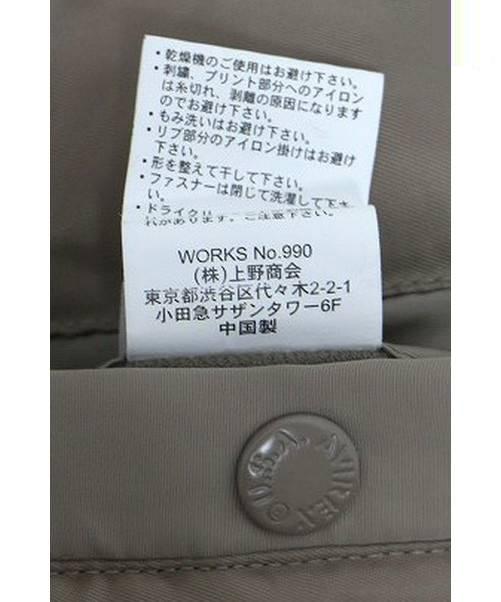 ・乾燥機のご使用はお避け下さい。
・刺繍、プリント部分へのアイロン
は糸切れ、剥離の原因になります
のでお避け下さい。
・もみ洗いはお避け下さい。
・リブ部分のアイロン掛けはお避け
下さい。
・形を整えて干して下さい。
・ファスナーは閉じて洗濯して下さ
い。
・ドライクリ
WORKS No.990
(株)上野商会
東京都渋谷区代々木2-2-1
小田急サザンタワー6F
中国製
U.S.A.
AVIREX